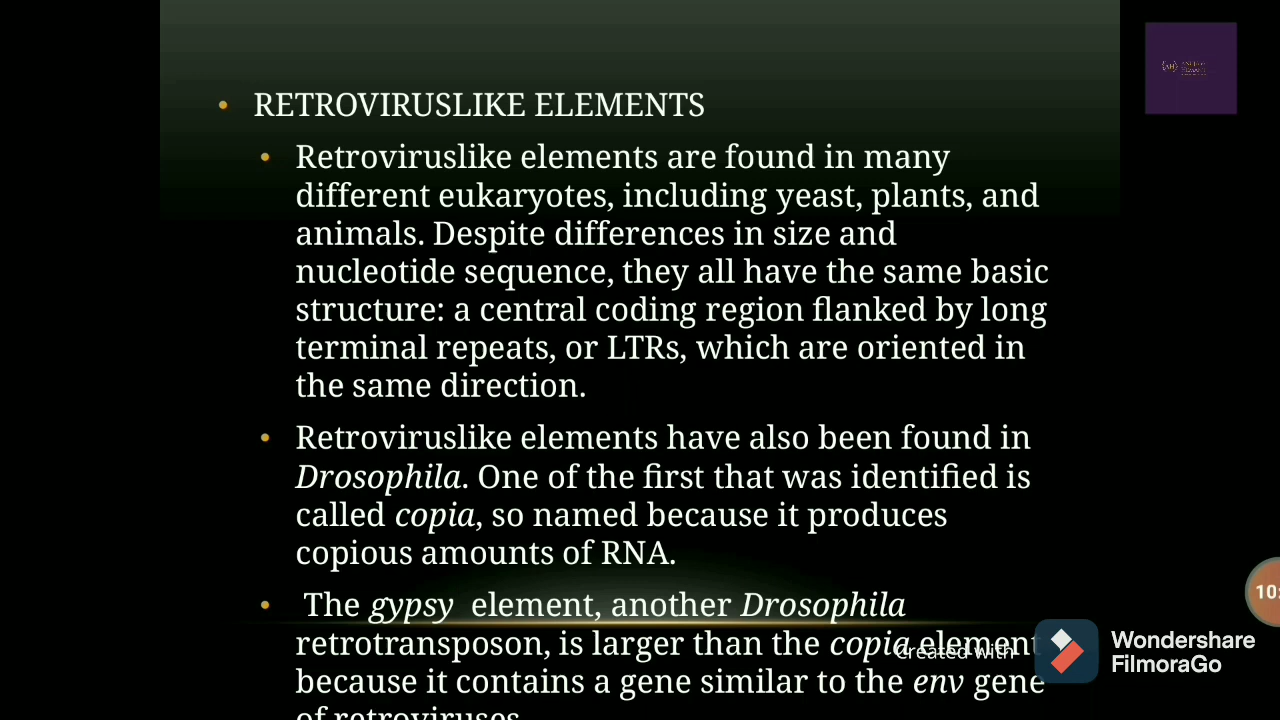 • RETROVIRUSLIKE ELEMENTS
• Retroviruslike elements are found in many
different eukaryotes, including yeast, plants, and
animals. Despite differences in size and
nucleotide sequence, they all have the same basic
structure: a central coding region flanked by long
terminal repeats, or LTRs, which are oriented in
the same direction.
• Retroviruslike elements have also been found in
Drosophila. One of the first that was identified is
called copia, so named because it produces
copious amounts of RNA.
• The gypsy element, another Drosophila
retrotransposon, is larger than the copia element
because it contains a gene similar to the env gene
of retroviruses.
10:
Created with
Wondershare
FilmoraGo